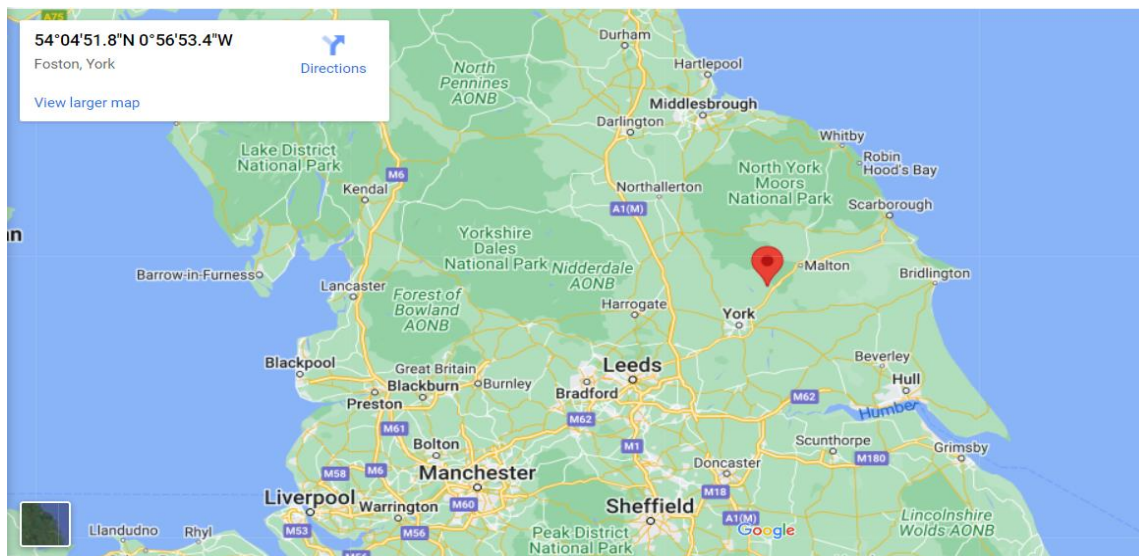 54°04'51.8"N 0°56'53.4"W
Foston, York
Directions
View larger map
A75
Durham
North
Pennines
AONB
Hartlepool
Middlesbrough
Darlington
Whitby
Lake District
National Park
M6
Kendal
Robin
Hood's Bay
North York
Moors
National Park
Northallerton
A1(M)
Scarborough
Yorkshire
Dales
National Park
Nidderdale
AONB
Malton
Barrow-in-Furness
Bridlington
Lancaster
Forest of
Bowland
AONB
Harrogate
York
Blackpool
Great Britain
Leeds
Beverley
Blackburn
Burnley
Bradford
Hull
Preston
M62
M62
Humber
M61
Bolton
M1
Scunthorpe
Grimsby
M58
M6
Manchester
Doncaster
M180
Liverpool
Warrington
M60
Sheffield
M18
M53
M56
A1(M)
Google
Lincolnshire
Wolds AONB
Llandudno
Rhyl
M56
Peak District
National Park